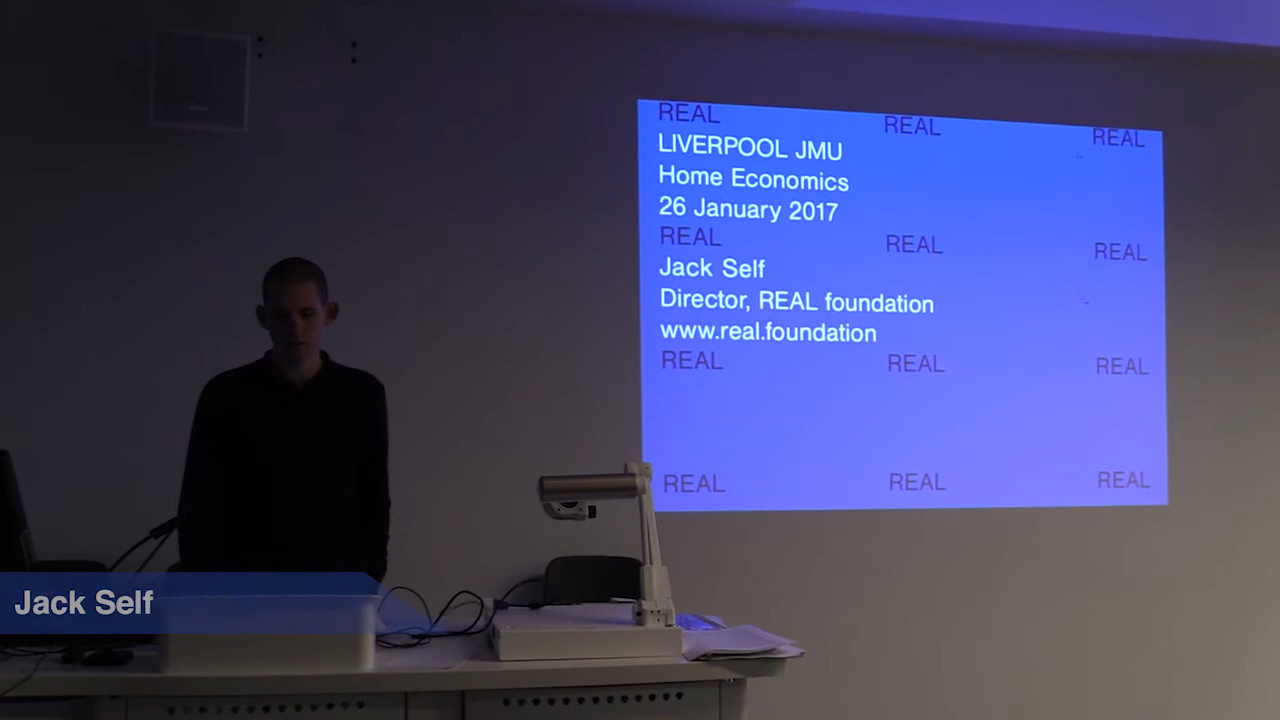 REAL REAL REAL
LIVERPOOL JMU
Home Economics
26 January 2017
REAL REAL REAL
Jack Self
Director, REAL foundation
www.real.foundation
REAL REAL REAL
REAL REAL REAL
Jack Self